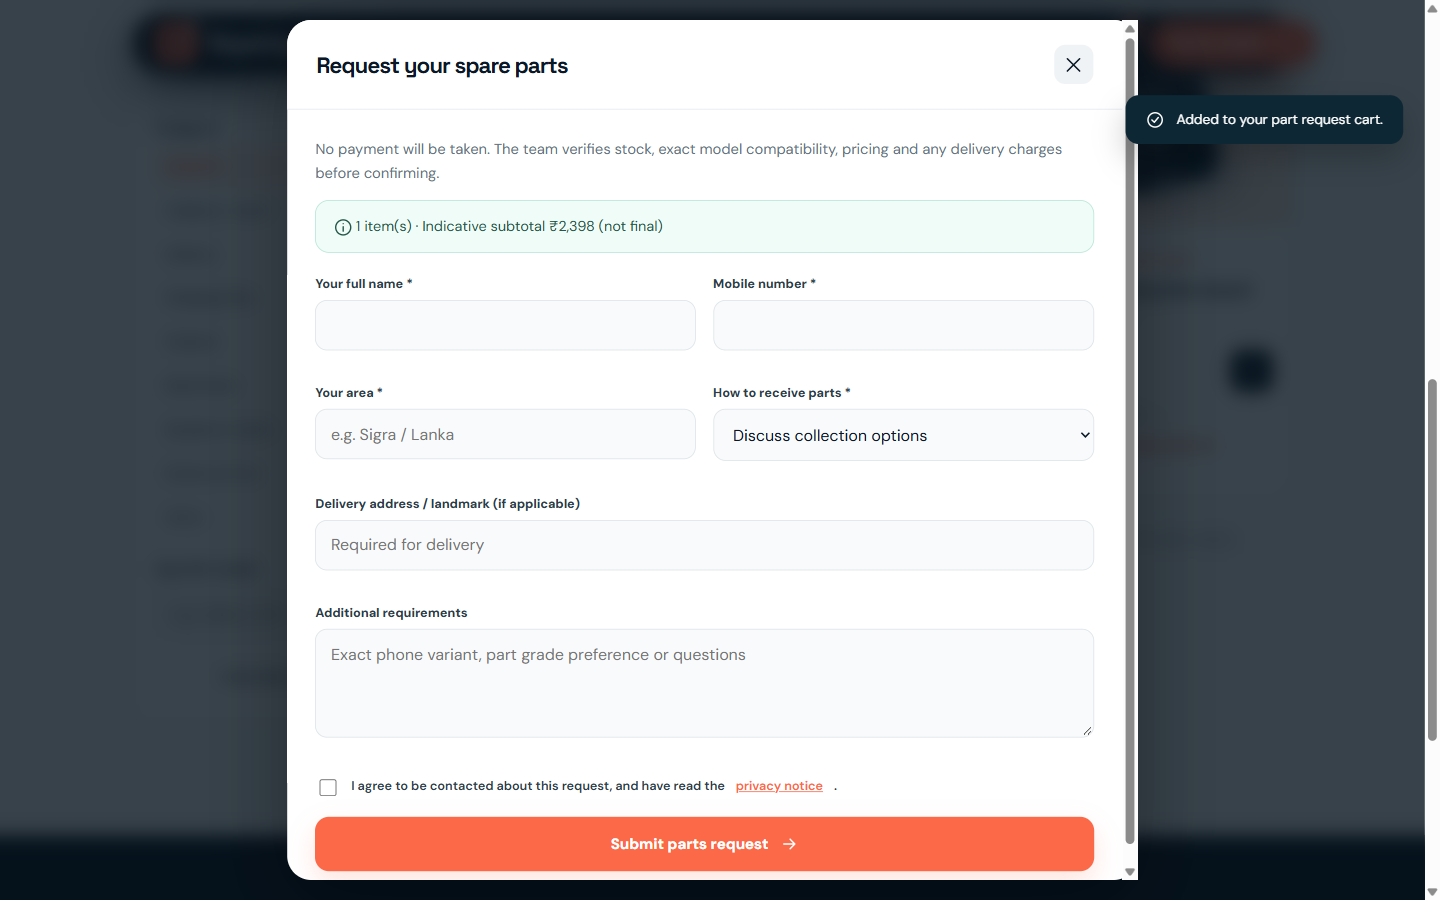 Request your spare parts
Added to your part request cart.
No payment will be taken. The team verifies stock, exact model compatibility, pricing and any delivery charges
before confirming.
1 item(s) · Indicative subtotal ₹2,398 (not final)
Your full name *
Mobile number *
Your area *
How to receive parts *
e.g. Sigra / Lanka
Discuss collection options
Delivery address / landmark (if applicable)
Required for delivery
Additional requirements
Exact phone variant, part grade preference or questions
I agree to be contacted about this request, and have read the privacy notice .
Submit parts request →